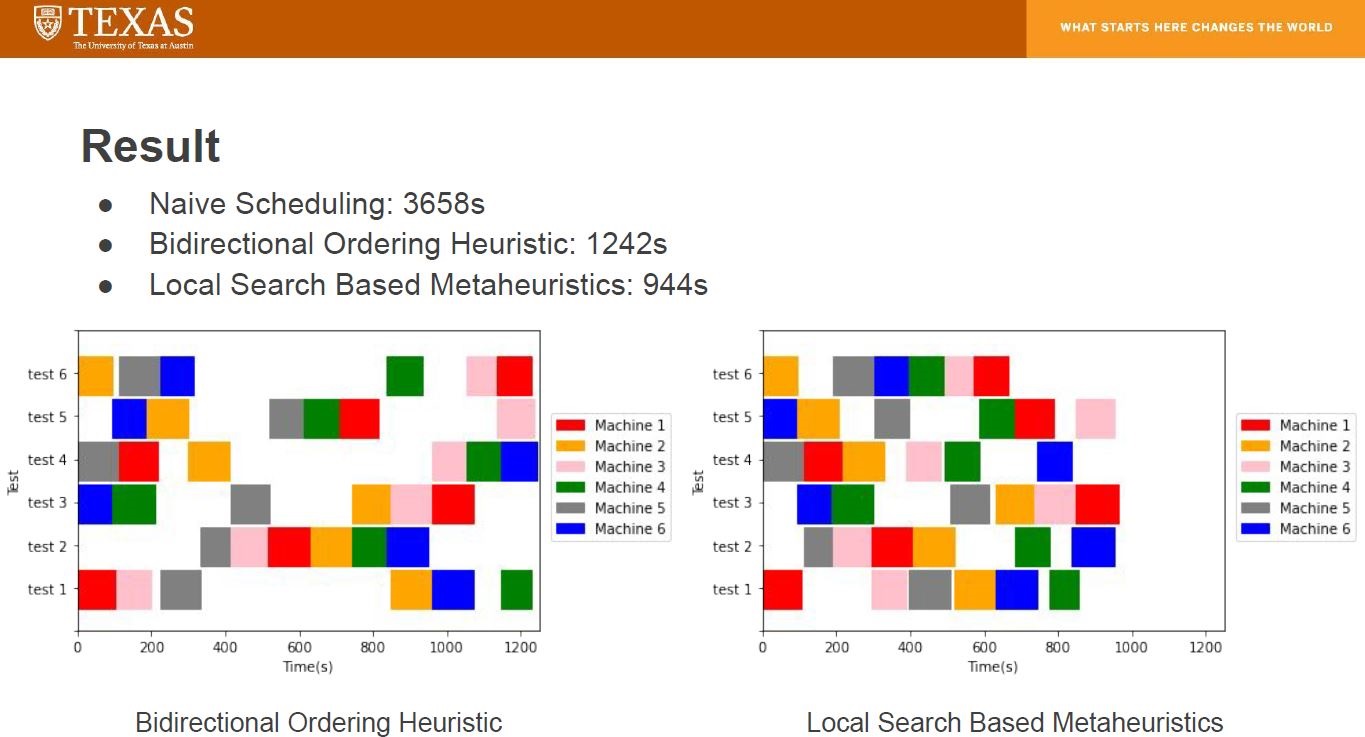 TEXAS
The University of Texas at Austin
WHAT STARTS HERE CHANGES THE WORLD
Result
● Naive Scheduling: 3658s
● Bidirectional Ordering Heuristic: 1242s
● Local Search Based Metaheuristics: 944s
test 6
test 5
test 4
test 3
test 2
test 1
Test
0 200 400 600 800 1000 1200
Time(s)
Machine 1
Machine 2
Machine 3
Machine 4
Machine 5
Machine 6
Bidirectional Ordering Heuristic
test 6
test 5
test 4
test 3
test 2
test 1
Test
0 200 400 600 800 1000 1200
Time(s)
Machine 1
Machine 2
Machine 3
Machine 4
Machine 5
Machine 6
Local Search Based Metaheuristics